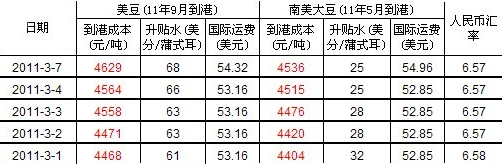 日期 美豆 (11年9月到港) 南美大豆 (11年5月到港) 人民币汇率
到港成本(元/吨) 升贴水 (美分/蒲式耳) 国际运费(美元) 到港成本(元/吨) 升贴水 (美分/蒲式耳) 国际运费(美元)
2011-3-7 4629 68 54.32 4536 25 54.96 6.57
2011-3-4 4564 66 53.16 4515 25 52.85 6.57
2011-3-3 4558 63 53.16 4476 28 52.85 6.57
2011-3-2 4471 63 53.16 4420 28 52.85 6.57
2011-3-1 4468 61 53.16 4404 32 52.85 6.58